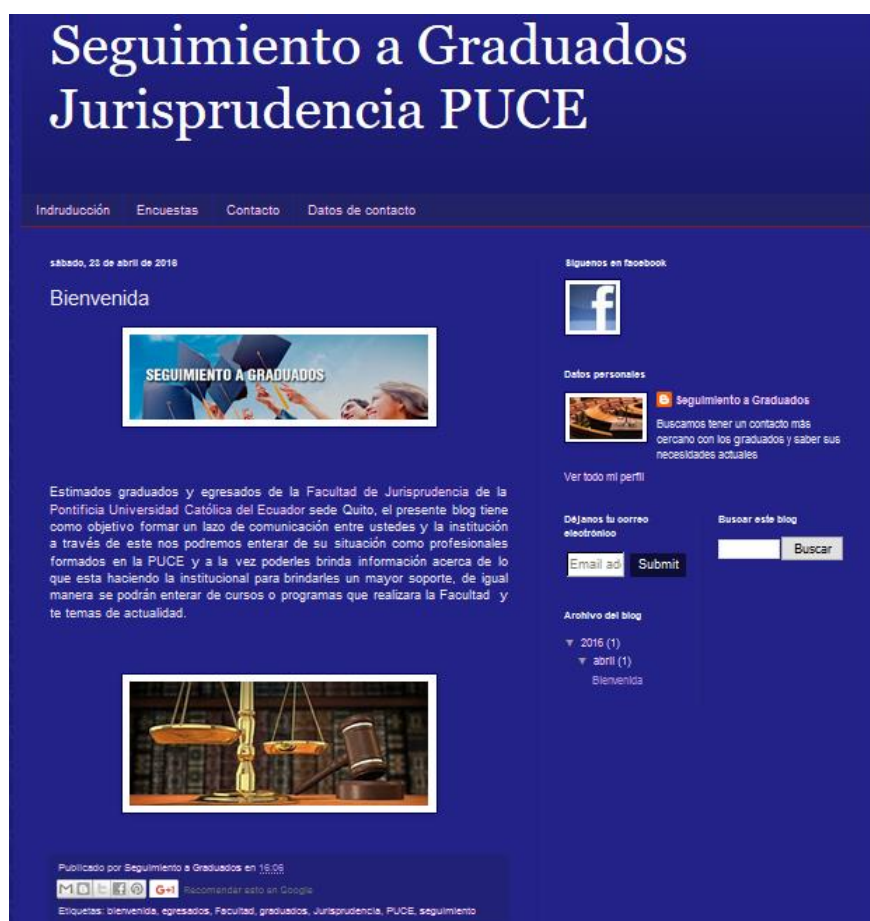 Seguimiento a Graduados
Jurisprudencia PUCE
Indruducción Encuestas Contacto Datos de contacto
sábado, 23 de abril de 2016
Bienvenida
SEGUIMIENTO A GRADUADOS
Estimados graduados y egresados de la Facultad de Jurisprudencia de la
Pontificia Universidad Católica del Ecuador sede Quito, el presente blog tiene
como objetivo formar un lazo de comunicación entre ustedes y la institución
a través de este nos podremos enterar de su situación como profesionales
formados en la PUCE y a la vez poderles brinda información acerca de lo
que esta haciendo la institucional para brindarles un mayor soporte, de igual
manera se podrán enterar de cursos o programas que realizara la Facultad y
te temas de actualidad.
Publicado por Seguimiento a Graduados en 16:06
G+1 Recomendar esto en Google
Etiquetas: bienvenida, egresados, Facultad, graduados, Jurisprudencia, PUCE, seguimiento
Siguenos en facebook
Datos personales
Seguimiento a Graduados
Buscamos tener un contacto más
cercano con los graduados y saber sus
necesidades actuales
Ver todo mi perfil
Déjanos tu correo
electrónico
Email ad Submit
Buscar este blog
Buscar
Archivo del blog
▼ 2016 (1)
▼ abril (1)
Bienvenida